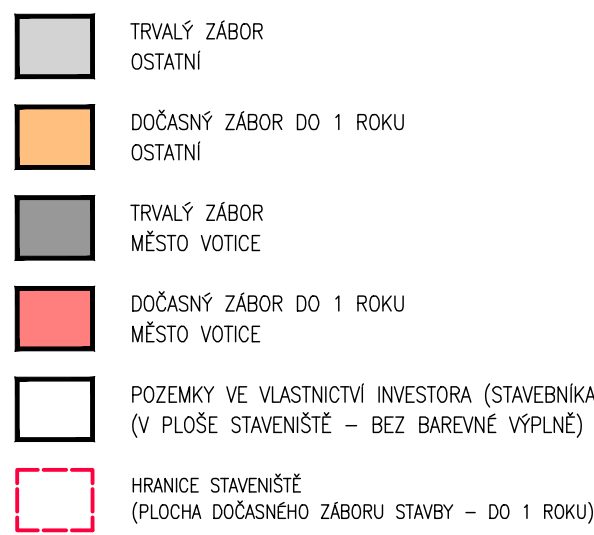 TRVALÝ ZÁBOR
OSTATNÍ
DOČASNÝ ZÁBOR DO 1 ROKU
OSTATNÍ
TRVALÝ ZÁBOR
MĚSTO VOTICE
DOČASNÝ ZÁBOR DO 1 ROKU
MĚSTO VOTICE
POZEMKY VE VLASTNICTVÍ INVESTORA (STAVEBNÍKA
(V PLOŠE STAVENIŠTĚ – BEZ BAREVNÉ VÝPLNĚ)
HRANICE STAVENIŠTĚ
(PLOCHA DOČASNÉHO ZÁBORU STAVBY – DO 1 ROKU)